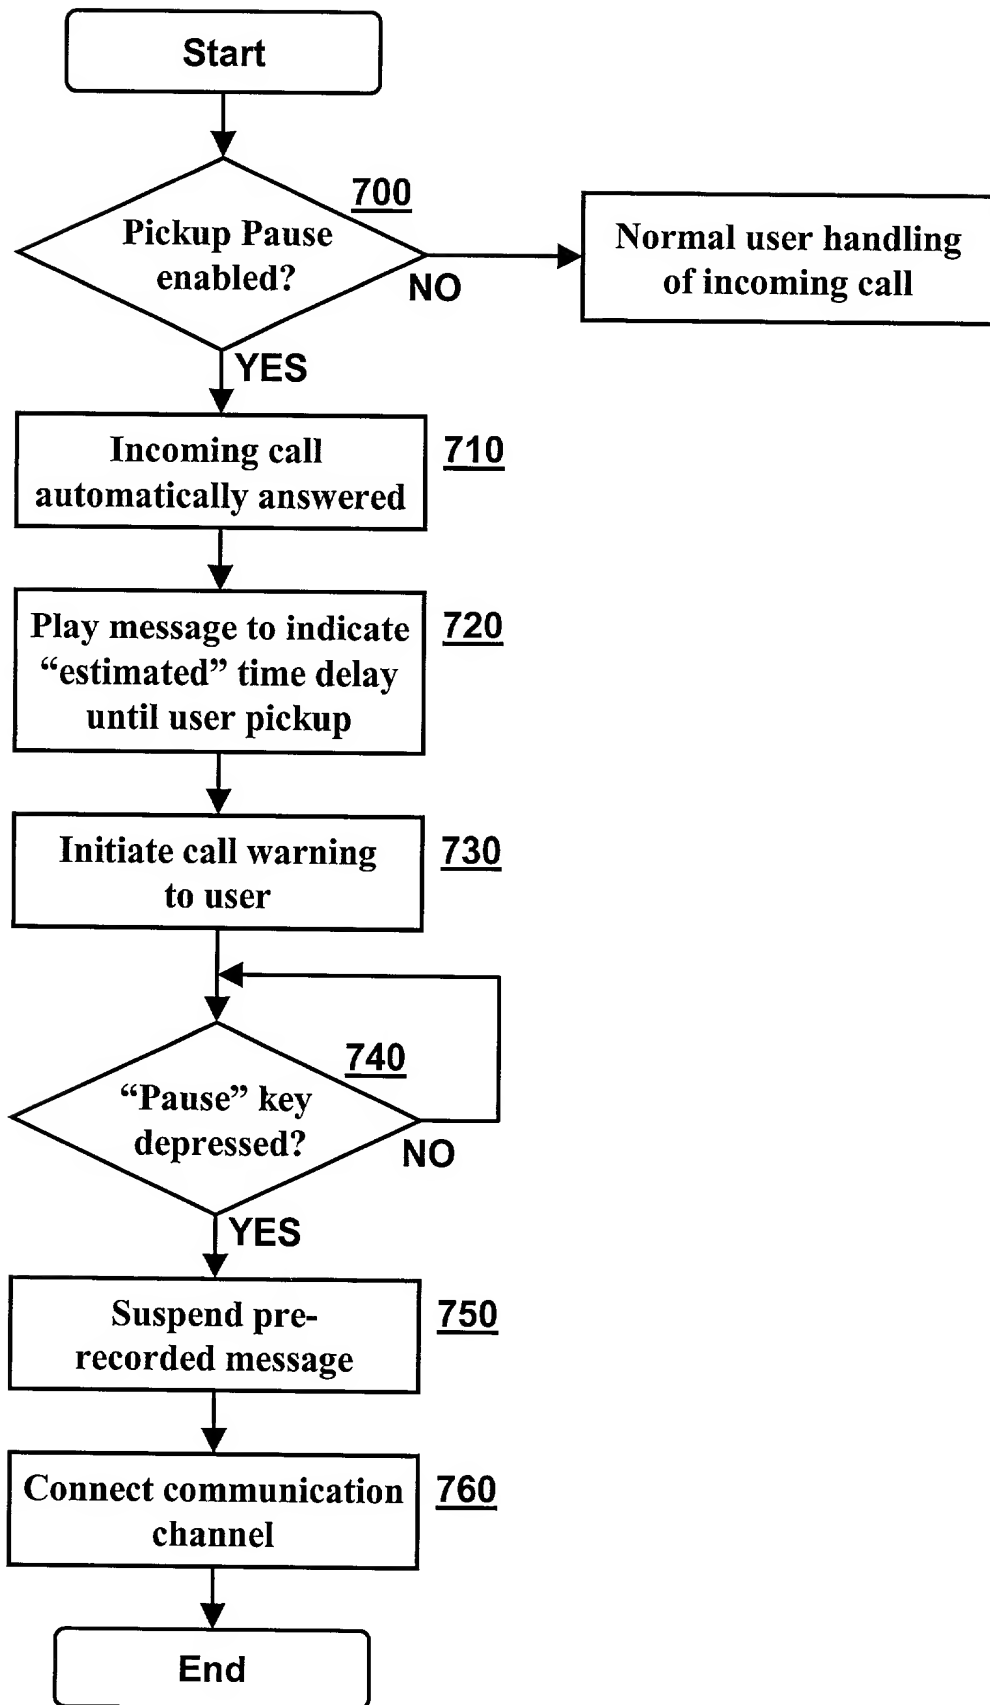 Start
700
Pickup Pause
enabled?
NO
Normal user handling
of incoming call
YES
Incoming call
automatically answered
710
Play message to indicate
“estimated” time delay
until user pickup
720
Initiate call warning
to user
730
740
“Pause” key
depressed?
NO
YES
Suspend pre-
recorded message
750
Connect communication
channel
760
End